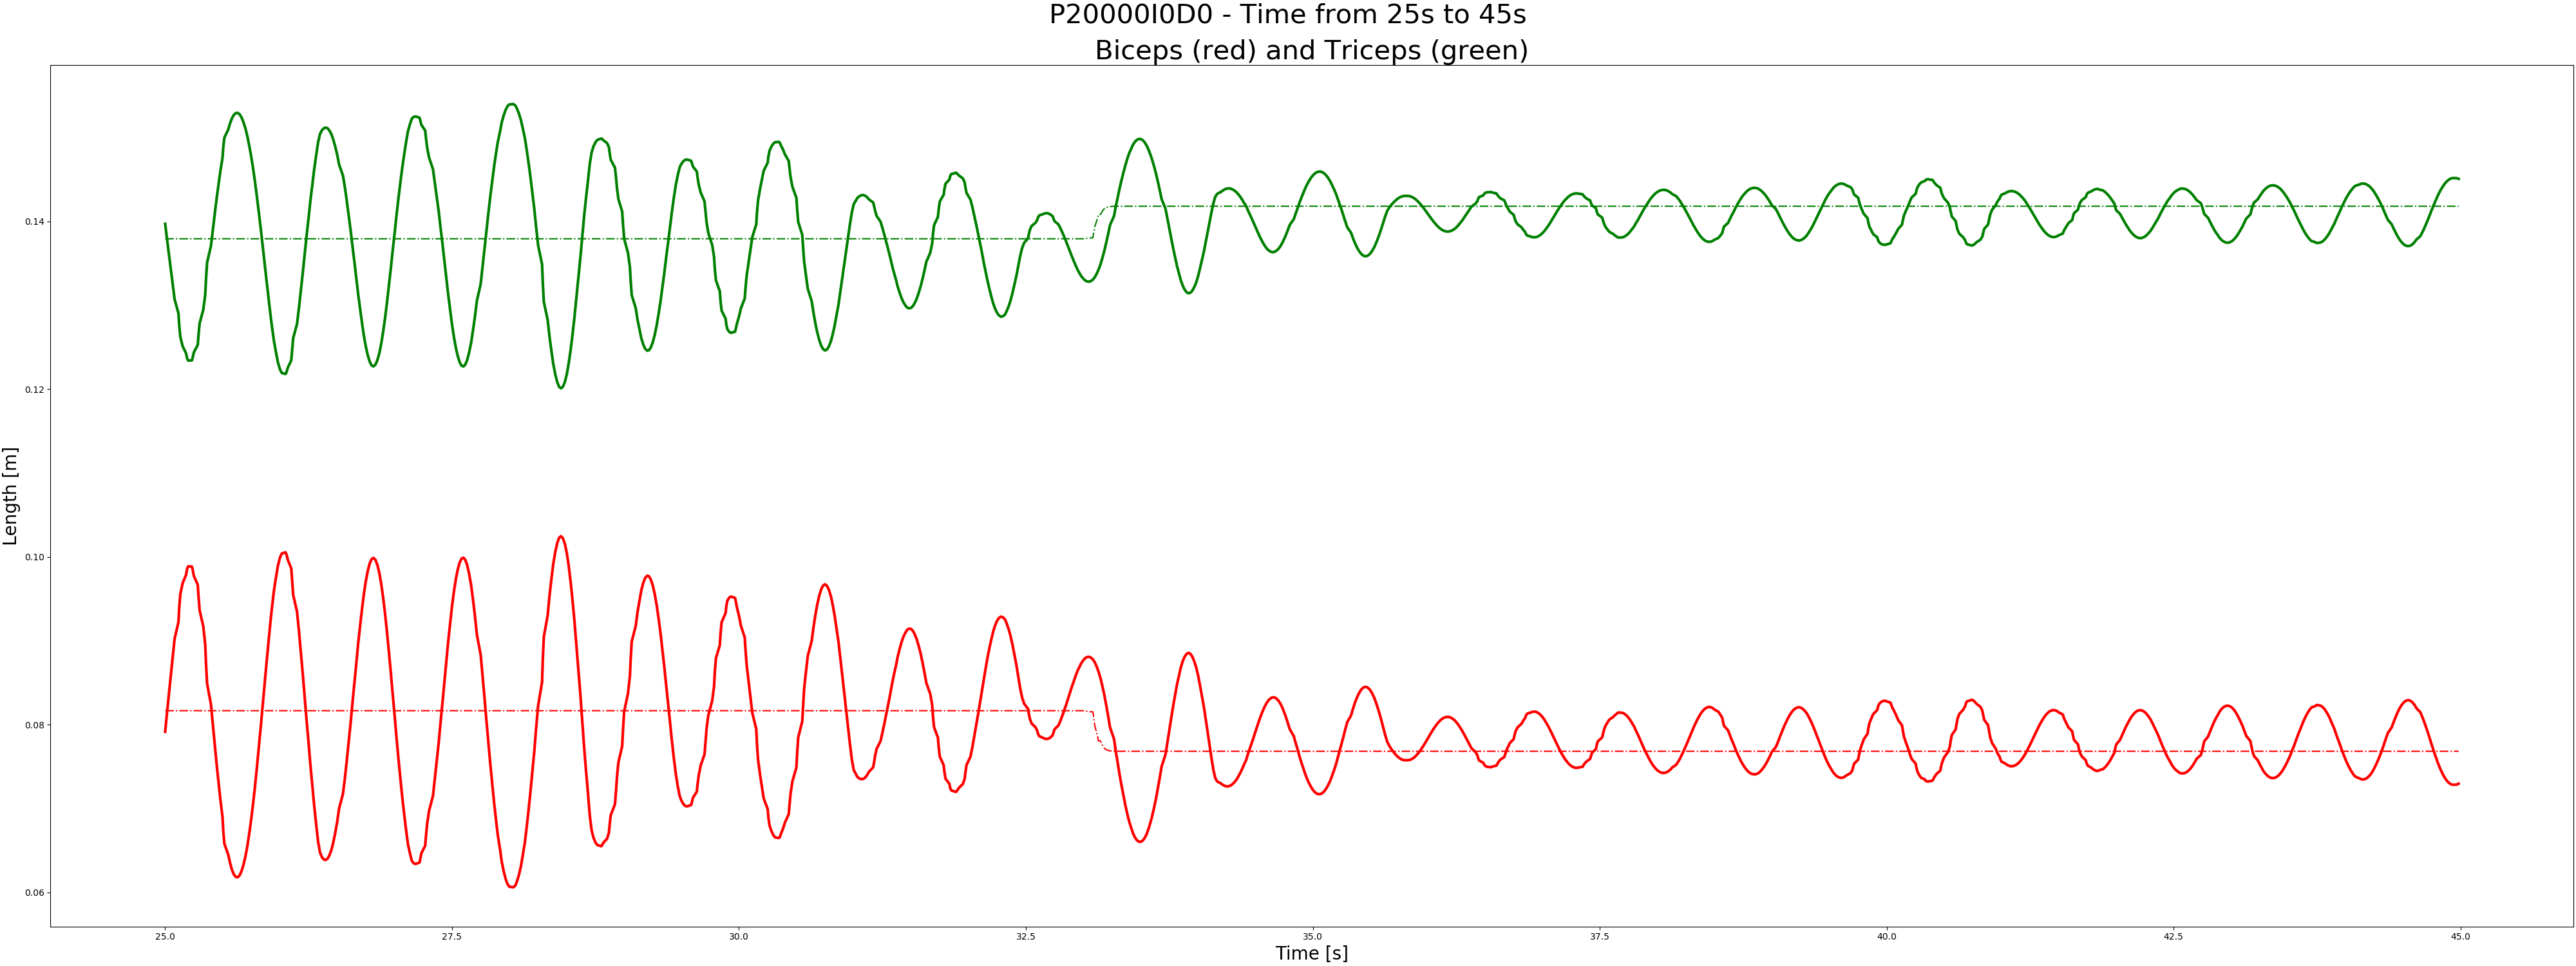 P20000I0D0 - Time from 25s to 45s
Biceps (red) and Triceps (green)
Length [m]
0.14
0.12
0.10
0.08
0.06
25.0 27.5 30.0 32.5 35.0 37.5 40.0 42.5 45.0
Time [s]